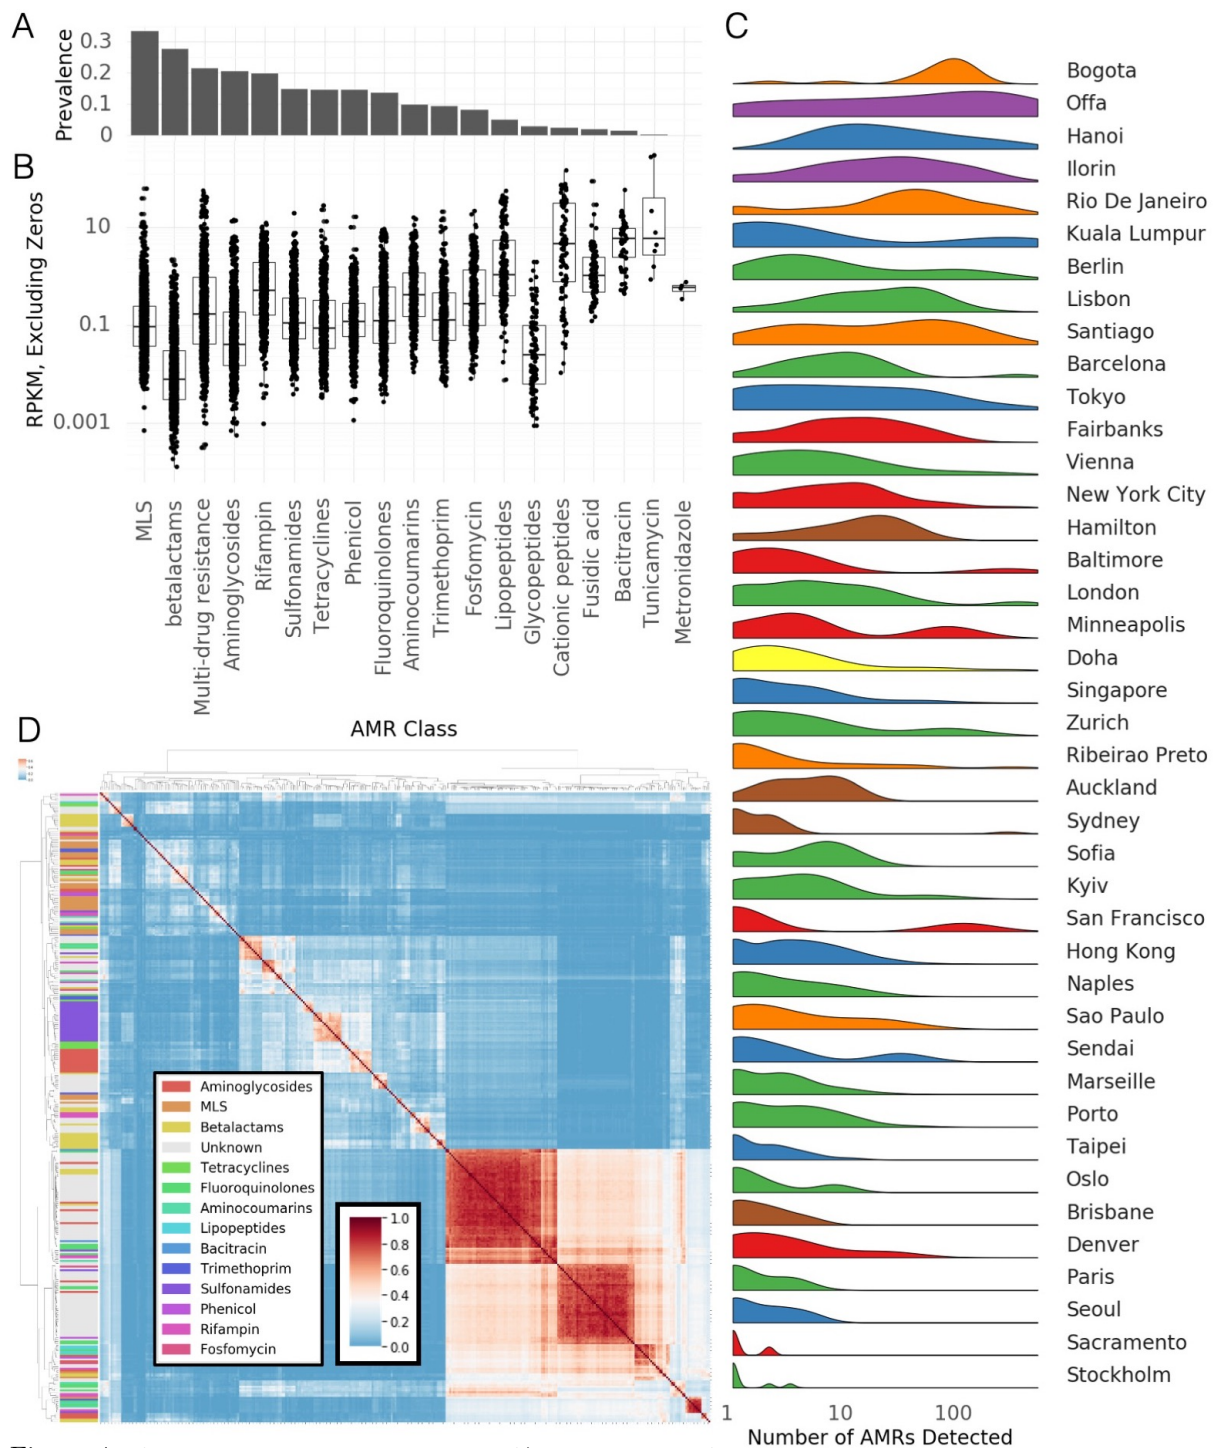 A
Prevalence
0.3
0.2
0.1
0
B
RPKM, Excluding Zeros
10
0.1
0.001
MLS
betalactams
Multi-drug resistance
Aminoglycosides
Rifampin
Sulfonamides
Tetracyclines
Phenicol
Fluoroquinolones
Aminocoumarins
Trimethoprim
Fosfomycin
Lipopeptides
Glycopeptides
Cationic peptides
Fusidic acid
Bacitracin
Tunicamycin
Metronidazole
AMR Class
C
Bogota
Offa
Hanoi
Ilorin
Rio De Janeiro
Kuala Lumpur
Berlin
Lisbon
Santiago
Barcelona
Tokyo
Fairbanks
Vienna
New York City
Hamilton
Baltimore
London
Minneapolis
Doha
Singapore
Zurich
Ribeirao Preto
Auckland
Sydney
Sofia
Kyiv
San Francisco
Hong Kong
Naples
Sao Paulo
Sendai
Marseille
Porto
Taipei
Oslo
Brisbane
Denver
Paris
Seoul
Sacramento
Stockholm
1 10 100
Number of AMRs Detected
D
Aminoglycosides
MLS
Betalactams
Unknown
Tetracyclines
Fluoroquinolones
Aminocoumarins
Lipopeptides
Bacitracin
Trimethoprim
Sulfonamides
Phenicol
Rifampin
Fosfomycin
1.0
0.8
0.6
0.4
0.2
0.0